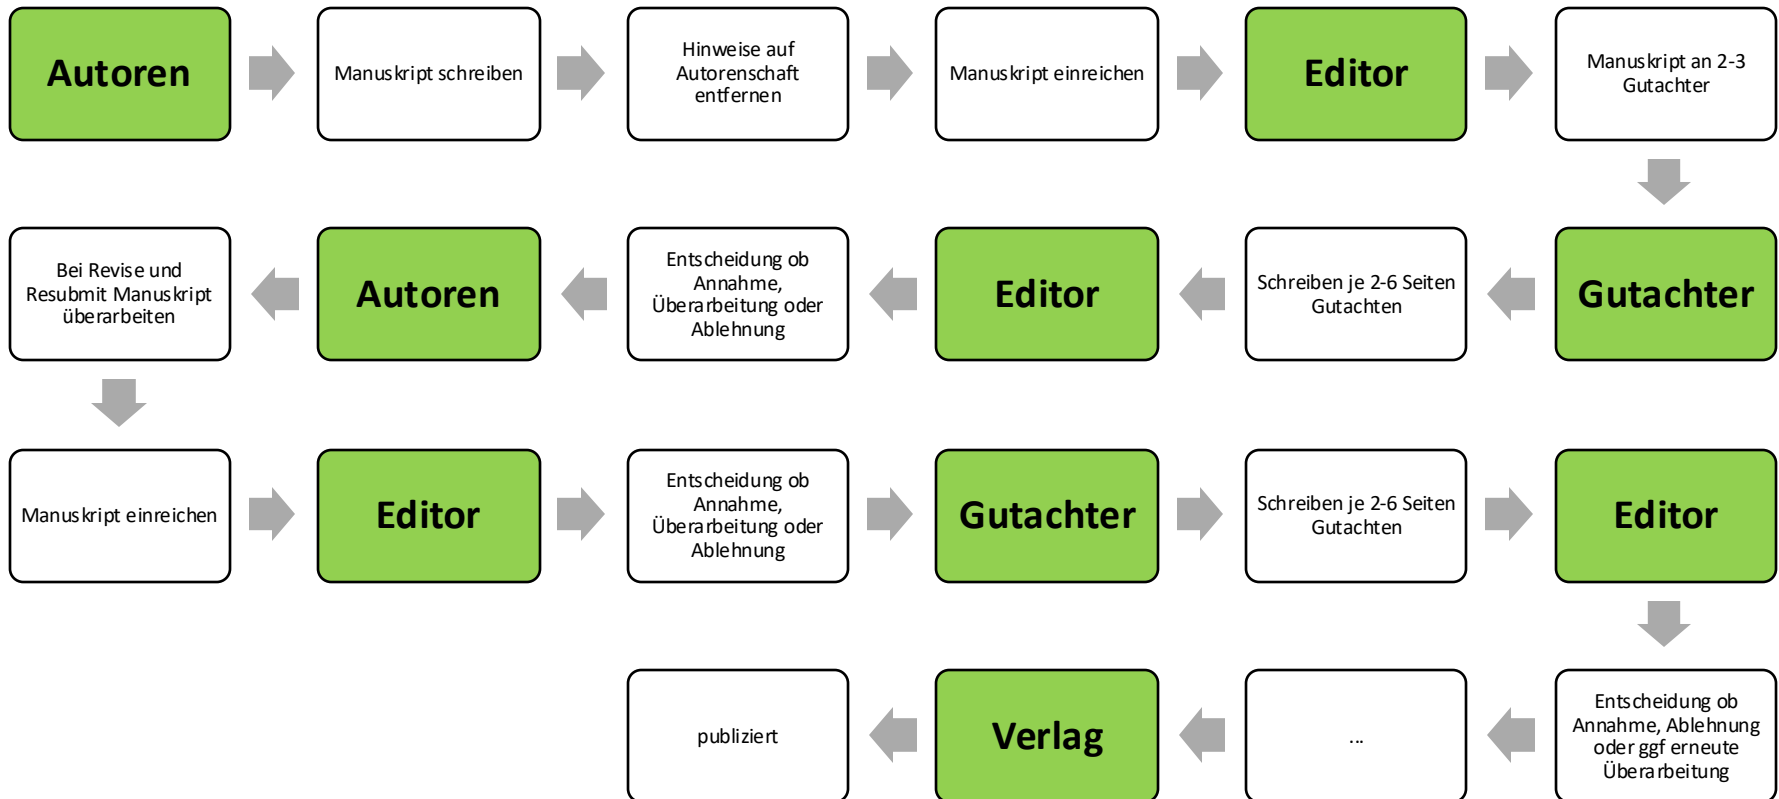 Autoren
Manuskript schreiben
Hinweise auf
Autorenschaft
entfernen
Manuskript einreichen
Editor
Manuskript an 2-3
Gutachter
Gutachter
Schreiben je 2-6 Seiten
Gutachten
Editor
Entscheidung ob
Annahme,
Überarbeitung oder
Ablehnung
Autoren
Bei Revise und
Resubmit Manuskript
überarbeiten
Manuskript einreichen
Editor
Entscheidung ob
Annahme,
Überarbeitung oder
Ablehnung
Gutachter
Schreiben je 2-6 Seiten
Gutachten
Editor
Entscheidung ob
Annahme, Ablehnung
oder ggf erneute
Überarbeitung
...
Verlag
publiziert